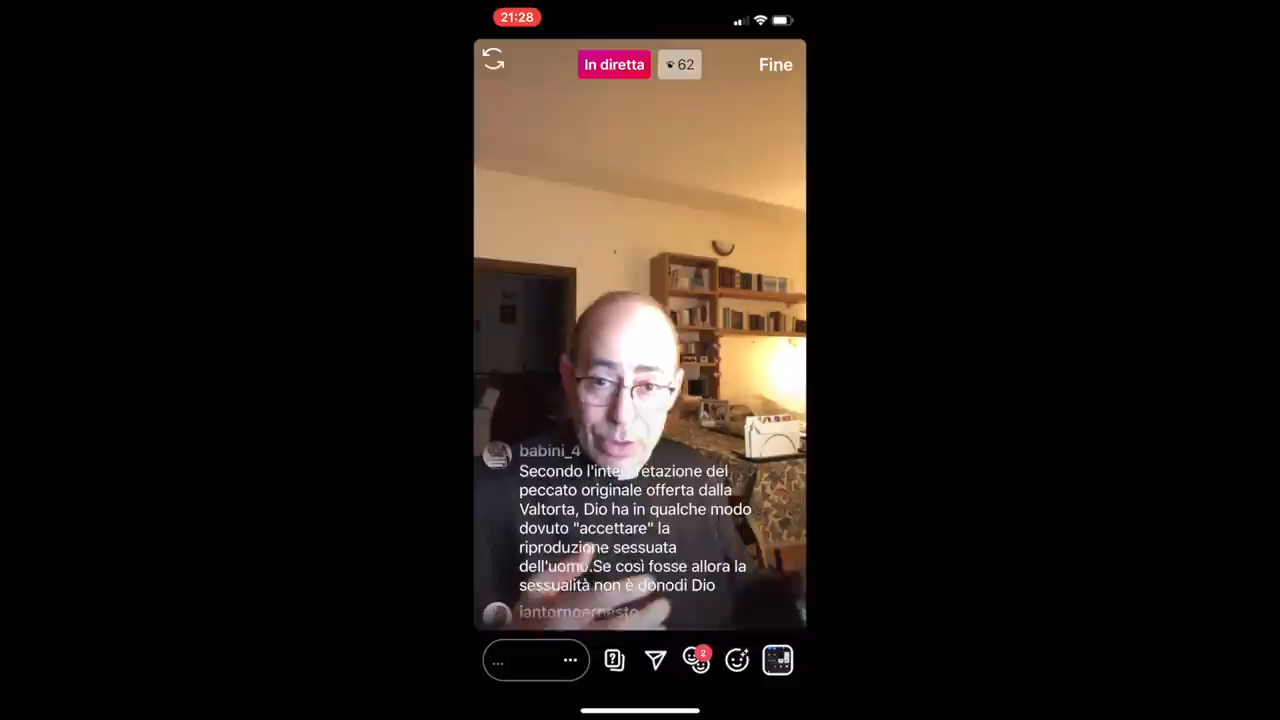 21:28
In diretta
62
Fine
babini_4
Secondo l'interpretazione del
peccato originale offerta dalla
Valtorta, Dio ha in qualche modo
dovuto "accettare" la
riproduzione sessuata
dell'uomo.Se così fosse allora la
sessualità non è donodi Dio
2